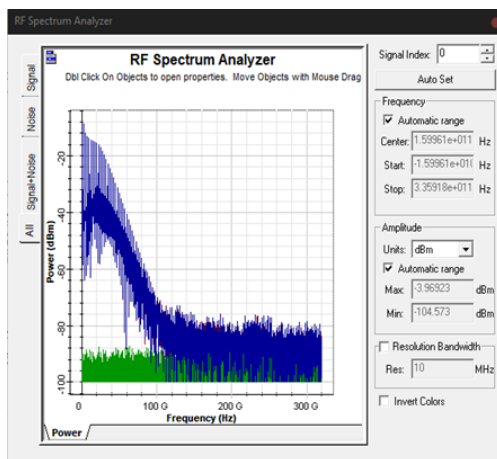 RF Spectrum Analyzer
Signal
Noise
Signal+Noise
All
RF Spectrum Analyzer
Dbl Click On Objects to open properties. Move Objects with Mouse Drag
Power (dBm)
-20
-40
-60
-80
-100
0
100 G
200 G
300 G
Frequency (Hz)
Power
Signal Index: 0
Auto Set
Frequency
Automatic range
Center: 1.59961e+011 Hz
Start: -1.59961e+010 Hz
Stop: 3.35918e+011 Hz
Amplitude
Units: dBm
Automatic range
Max: -3.96923 dBm
Min: -104.573 dBm
Resolution Bandwidth
Res: 10 MHz
Invert Colors